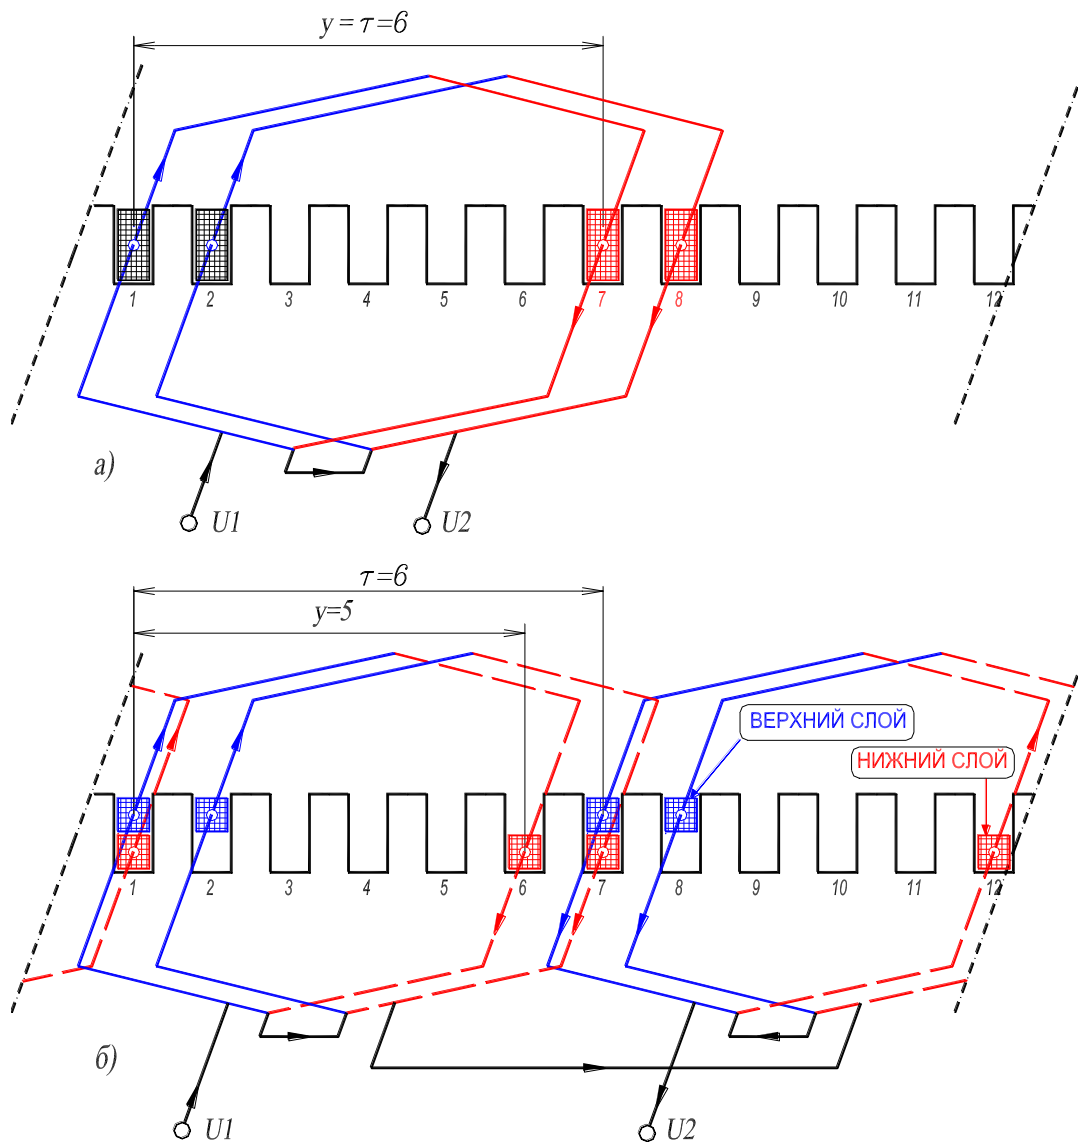 y = τ=6
1 2 3 4 5 6 7 8 9 10 11 12
а)
U1 U2
τ=6
y=5
ВЕРХНИЙ СЛОЙ
НИЖНИЙ СЛОЙ
1 2 3 4 5 6 7 8 9 10 11 12
б)
U1 U2